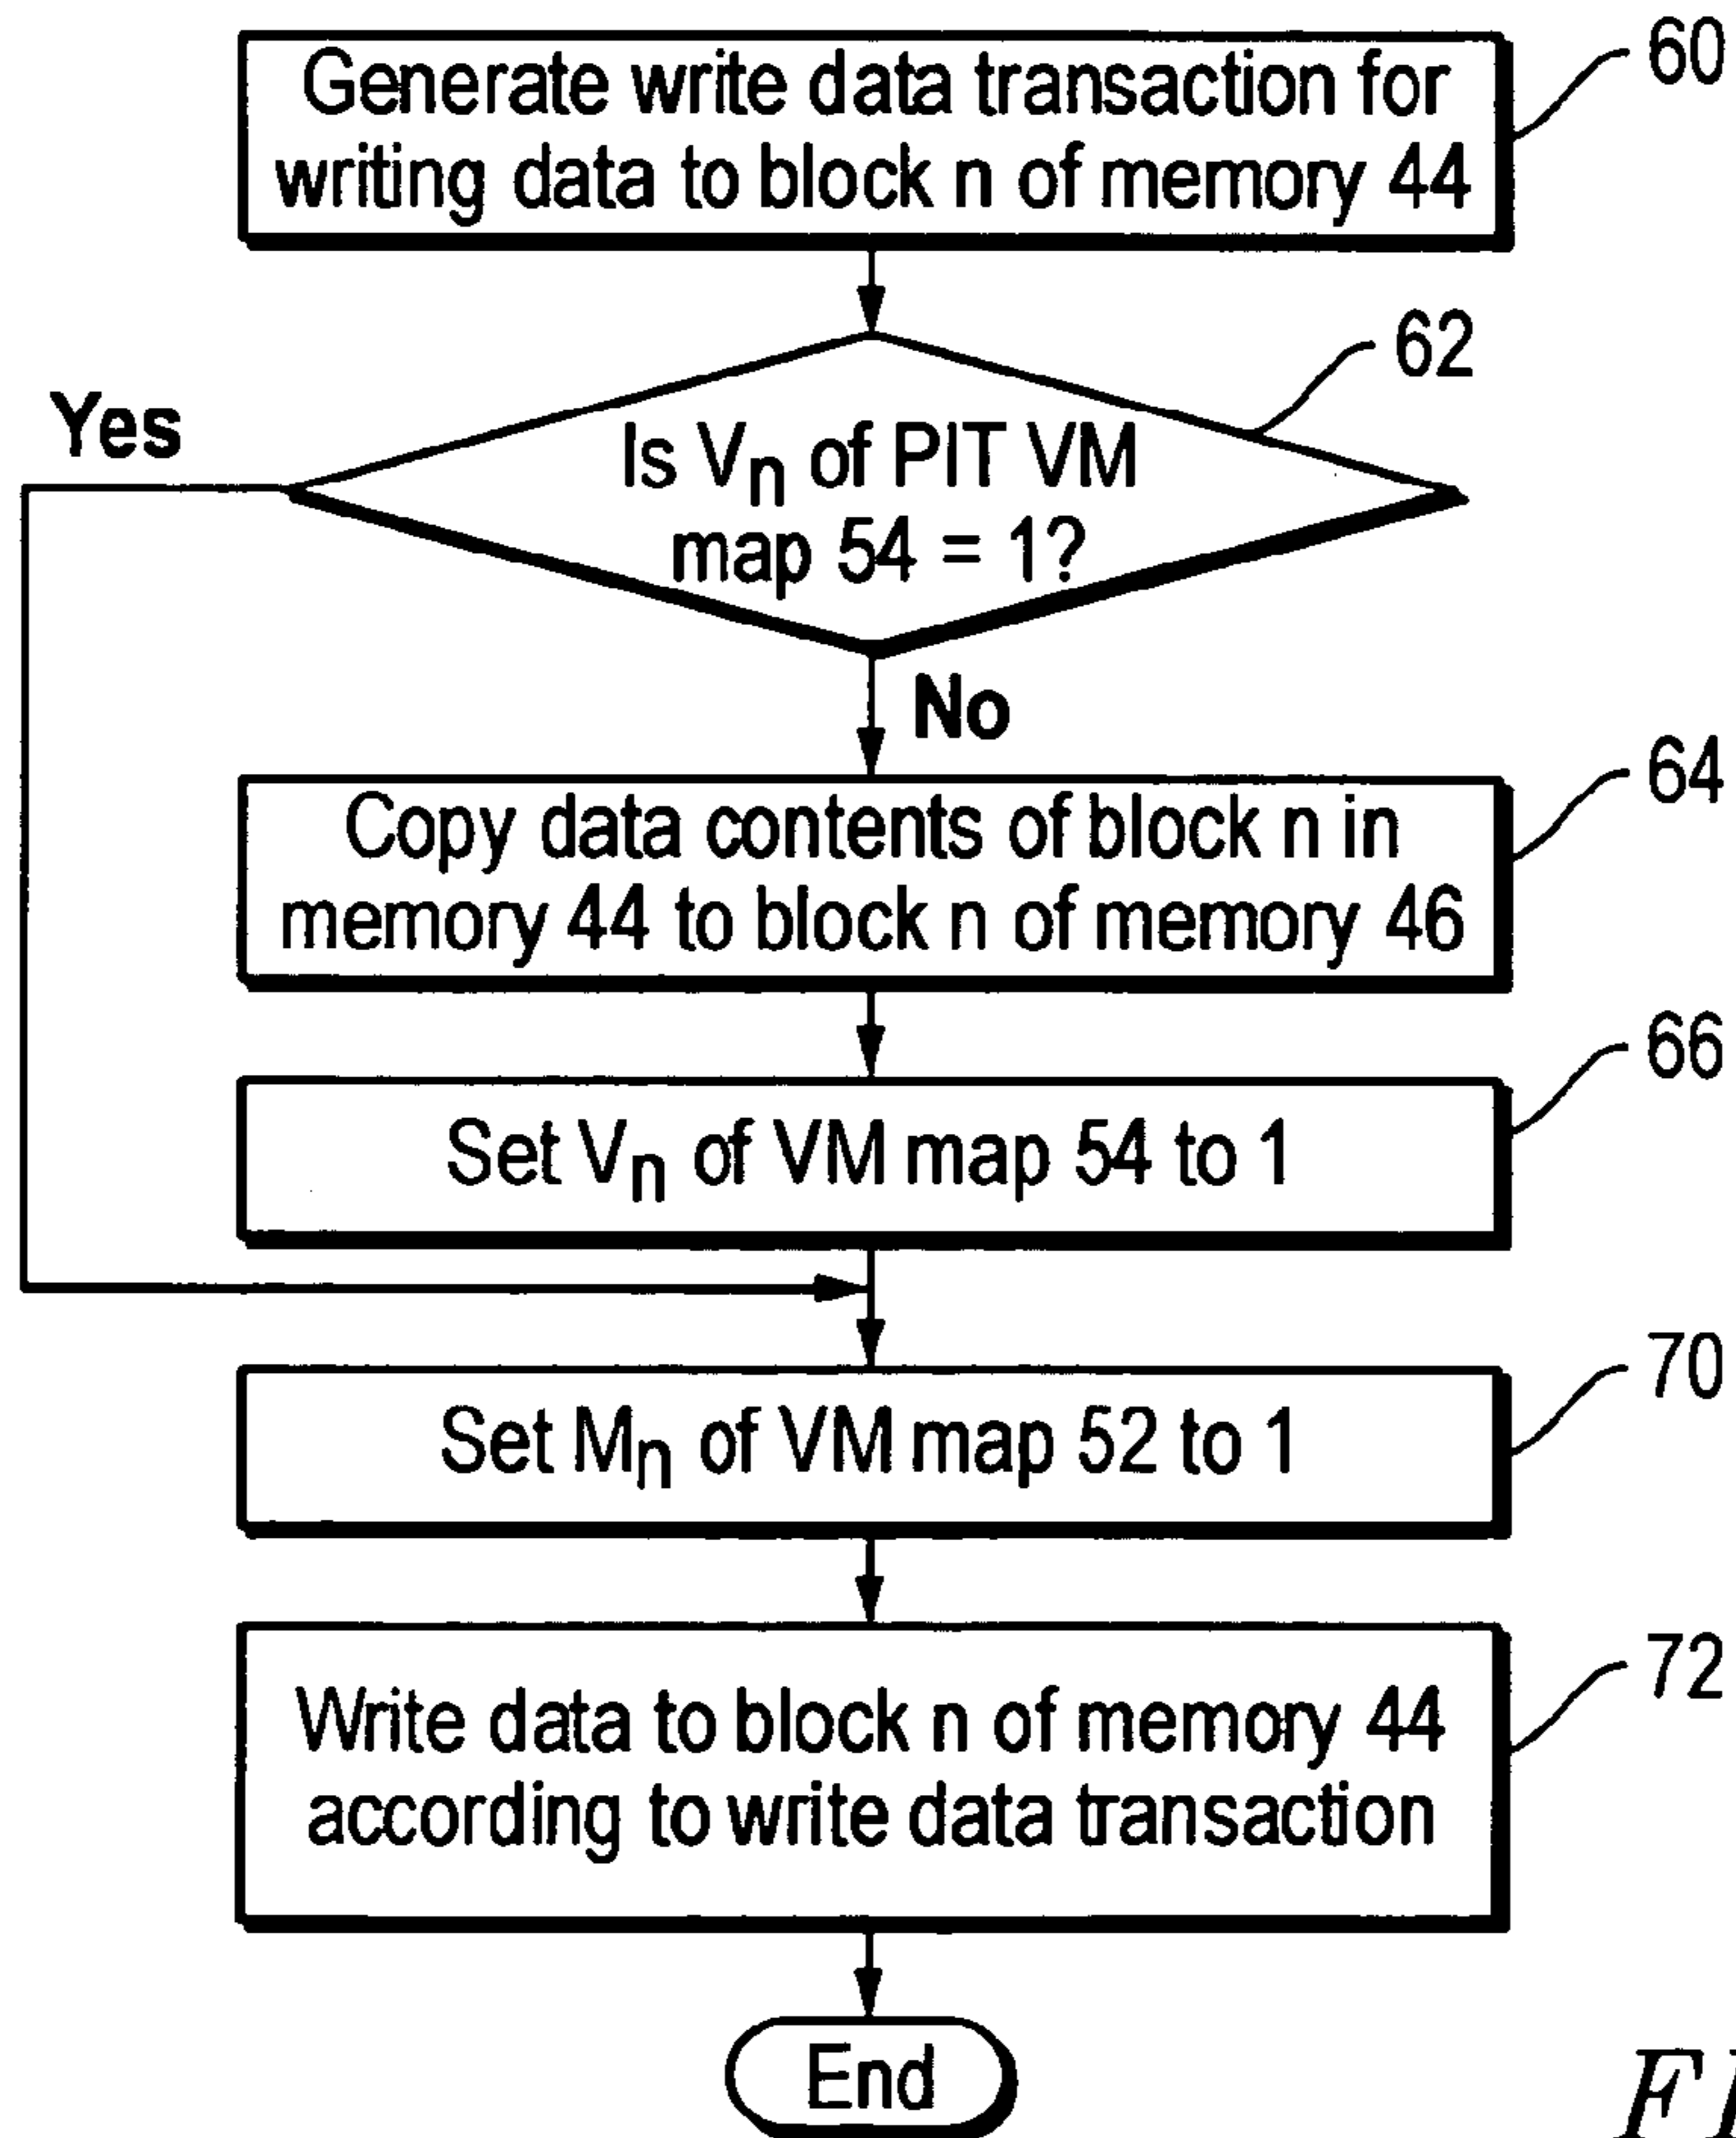 Generate write data transaction for
writing data to block n of memory 44
60
62
Yes
Is Vn of PIT VM
map 54 = 1?
No
Copy data contents of block n in
memory 44 to block n of memory 46
64
66
Set Vn of VM map 54 to 1
70
Set Mn of VM map 52 to 1
72
Write data to block n of memory 44
according to write data transaction
End